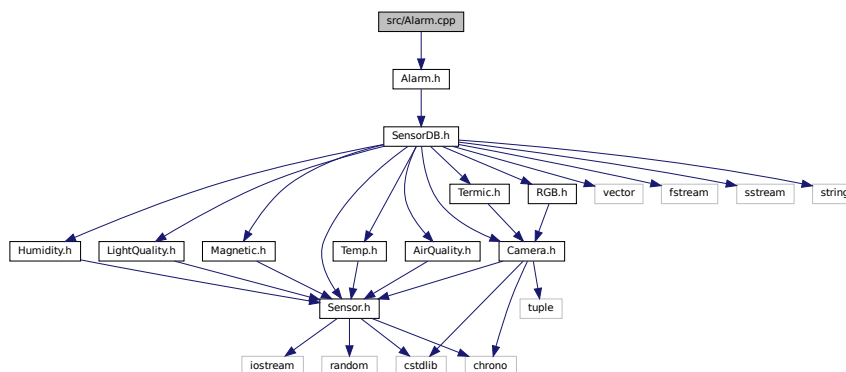 src/Alarm.cpp
Alarm.h
SensorDB.h
Termic.h
RGB.h
vector
fstream
sstream
string
Humidity.h
LightQuality.h
Magnetic.h
Temp.h
AirQuality.h
Camera.h
Sensor.h
tuple
iostream
random
cstdlib
chrono